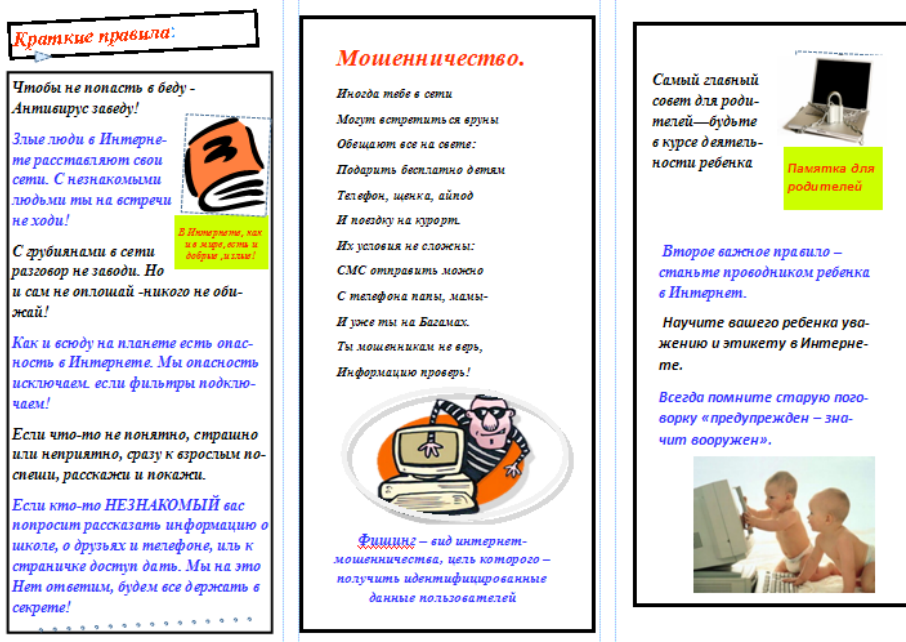 Краткие правила:
Чтобы не попасть в беду -
Антивирус заведу!
Злые люди в Интерне-
те расставляют свои
сети. С незнакомыми
людьми ты на встречи
не ходи!
В Интернете, как
и в мире, есть и
добрые ,и злые!
С грубиянами в сети
разговор не заводи. Но
и сам не оплошай -никого не оби-
жай!
Как и всюду на планете есть опас-
ность в Интернете. Мы опасность
исключаем. если фильтры подклю-
чаем!
Если что-то не понятно, страшно
или неприятно, сразу к взрослым по-
спеши, расскажи и покажи.
Если кто-то НЕЗНАКОМЫЙ вас
попросит рассказать информацию о
школе, о друзьях и телефоне, иль к
страничке доступ дать. Мы на это
Нет ответим, будем все держать в
секрете!
Мошенничество.
Иногда тебе в сети
Могут встретиться вруны
Обещают все на свете:
Подарить бесплатно детям
Телефон, щенка, айпод
И поездку на курорт.
Их условия не сложны:
СМС отправить можно
С телефона папы, мамы-
И уже ты на Багамах.
Ты мошенникам не верь,
Информацию проверь!
Фишинг – вид интернет-
мошенничества, цель которого –
получить идентифицированные
данные пользователей
Самый главный
совет для роди-
телей—будьте
в курсе деятель-
ности ребенка
Памятка для
родителей
Второе важное правило –
станьте проводником ребенка
в Интернет.
Научите вашего ребенка ува-
жению и этикету в Интерне-
те.
Всегда помните старую пого-
ворку «предупрежден – зна-
чит вооружен».